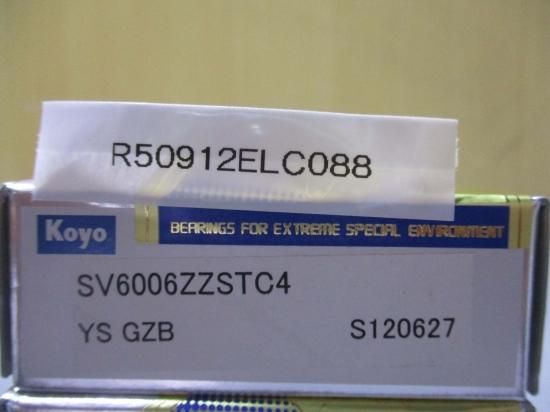 R50912ELC088
Koyo
BEARINGS FOR EXTREME SPECIAL ENVIRONMENT
SV6006ZZSTC4
YS GZB S120627